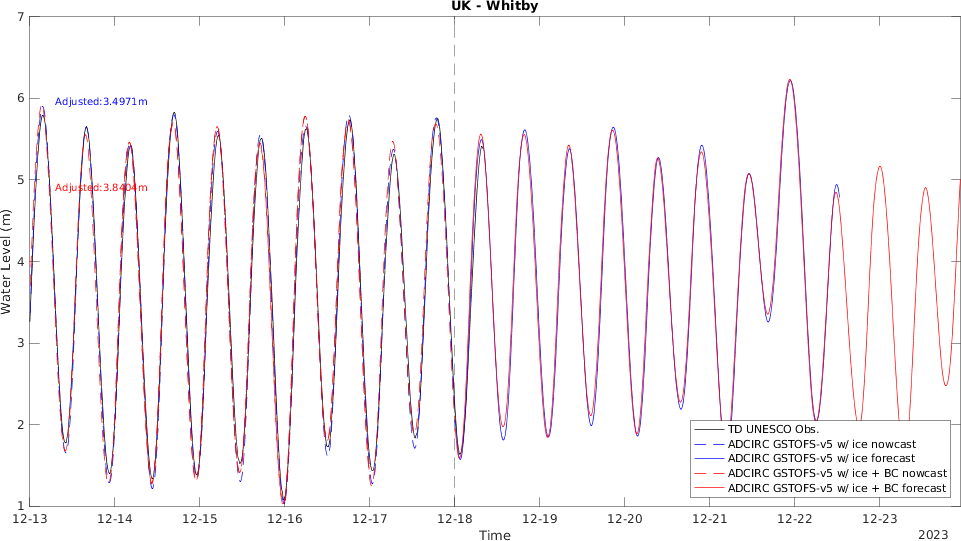 UK - Whitby
7
6
5
4
3
2
1
Water Level (m)
Adjusted:3.4971m
Adjusted:3.8404m
TD UNESCO Obs.
ADCIRC GSTOFS-v5 w/ ice nowcast
ADCIRC GSTOFS-v5 w/ ice forecast
ADCIRC GSTOFS-v5 w/ ice + BC nowcast
ADCIRC GSTOFS-v5 w/ ice + BC forecast
12-13 12-14 12-15 12-16 12-17 12-18 12-19 12-20 12-21 12-22 12-23
Time
2023